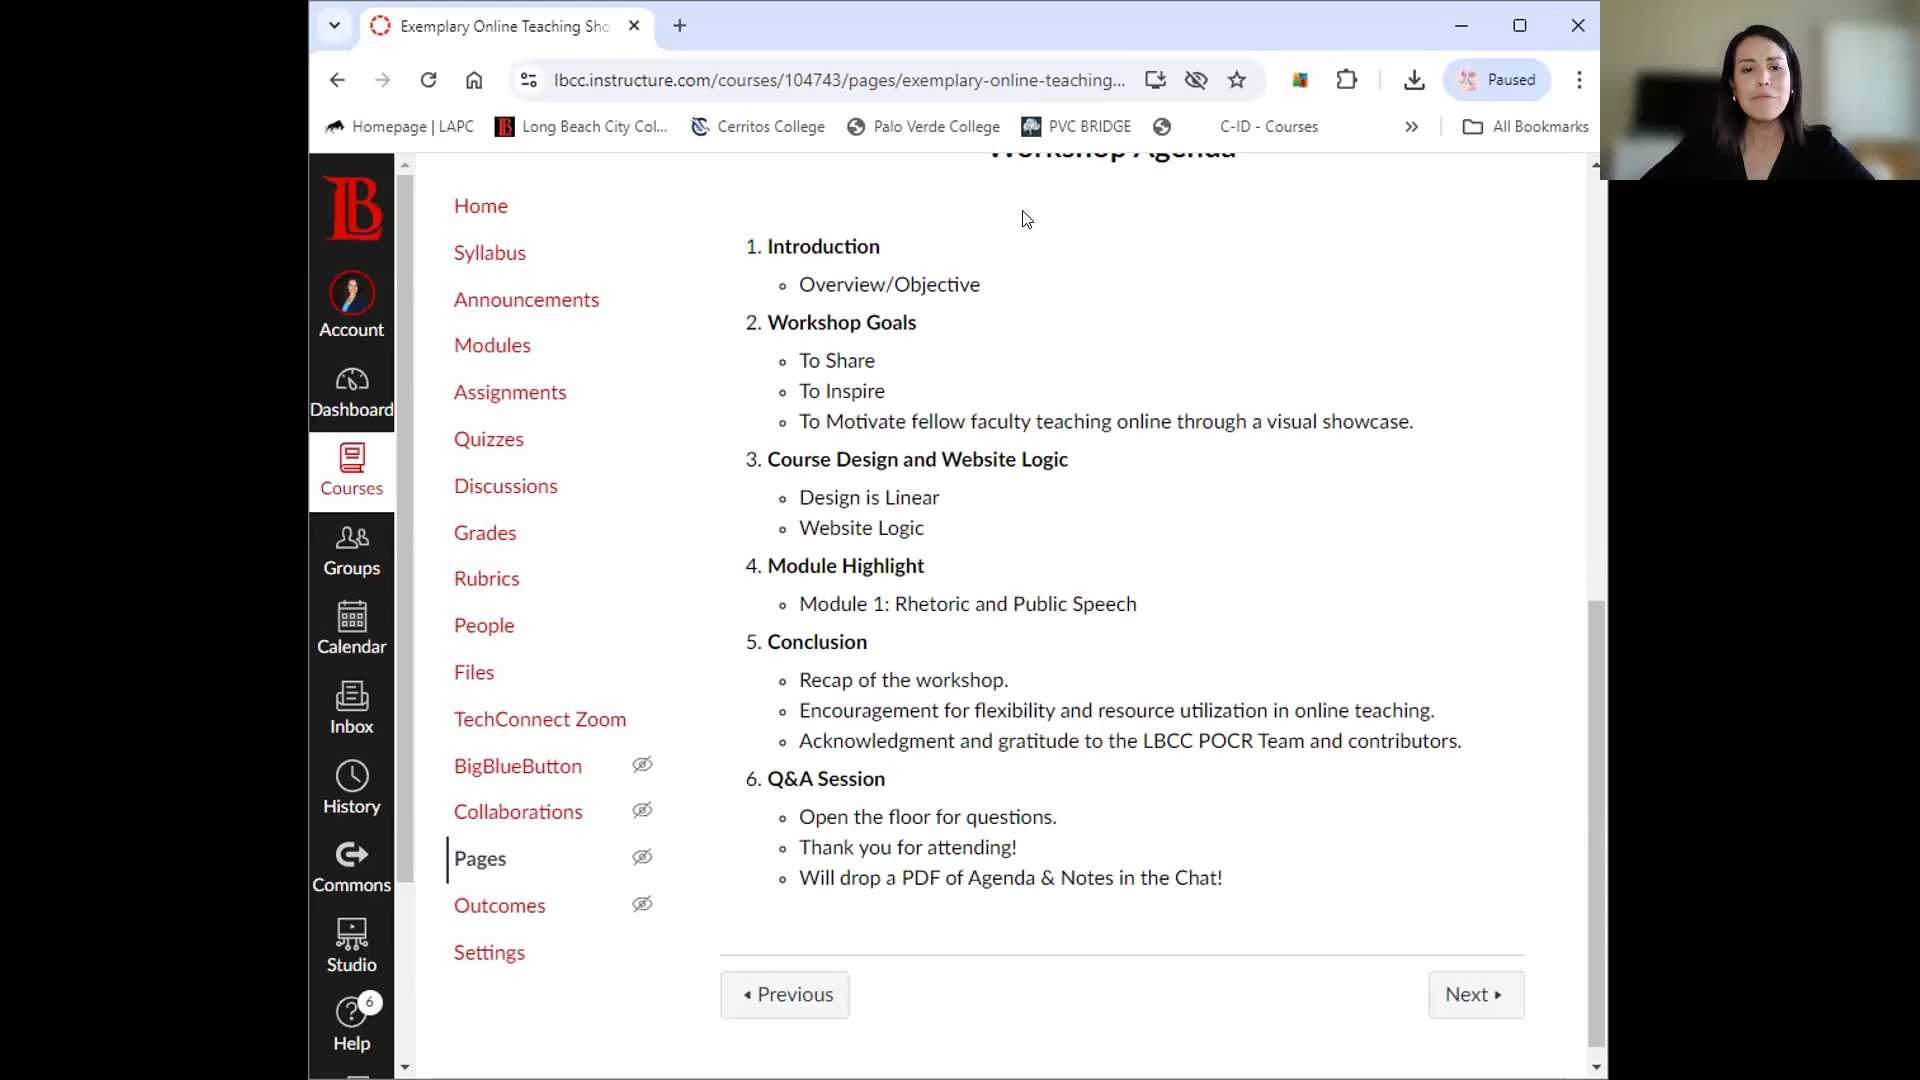 Exemplary Online Teaching Sho
lbcc.instructure.com/courses/104743/pages/exemplary-online-teaching...
Paused
Homepage | LAPC
Long Beach City Col...
Cerritos College
Palo Verde College
PVC BRIDGE
C-ID - Courses
All Bookmarks
LB
Account
Dashboard
Courses
Groups
Calendar
Inbox
History
Commons
Studio
6
Help
Home
Syllabus
Announcements
Modules
Assignments
Quizzes
Discussions
Grades
Rubrics
People
Files
TechConnect Zoom
BigBlueButton
Collaborations
Pages
Outcomes
Settings
Workshop Agenda
1. Introduction
Overview/Objective
2. Workshop Goals
To Share
To Inspire
To Motivate fellow faculty teaching online through a visual showcase.
3. Course Design and Website Logic
Design is Linear
Website Logic
4. Module Highlight
Module 1: Rhetoric and Public Speech
5. Conclusion
Recap of the workshop.
Encouragement for flexibility and resource utilization in online teaching.
Acknowledgment and gratitude to the LBCC POCR Team and contributors.
6. Q&A Session
Open the floor for questions.
Thank you for attending!
Will drop a PDF of Agenda & Notes in the Chat!
Previous
Next